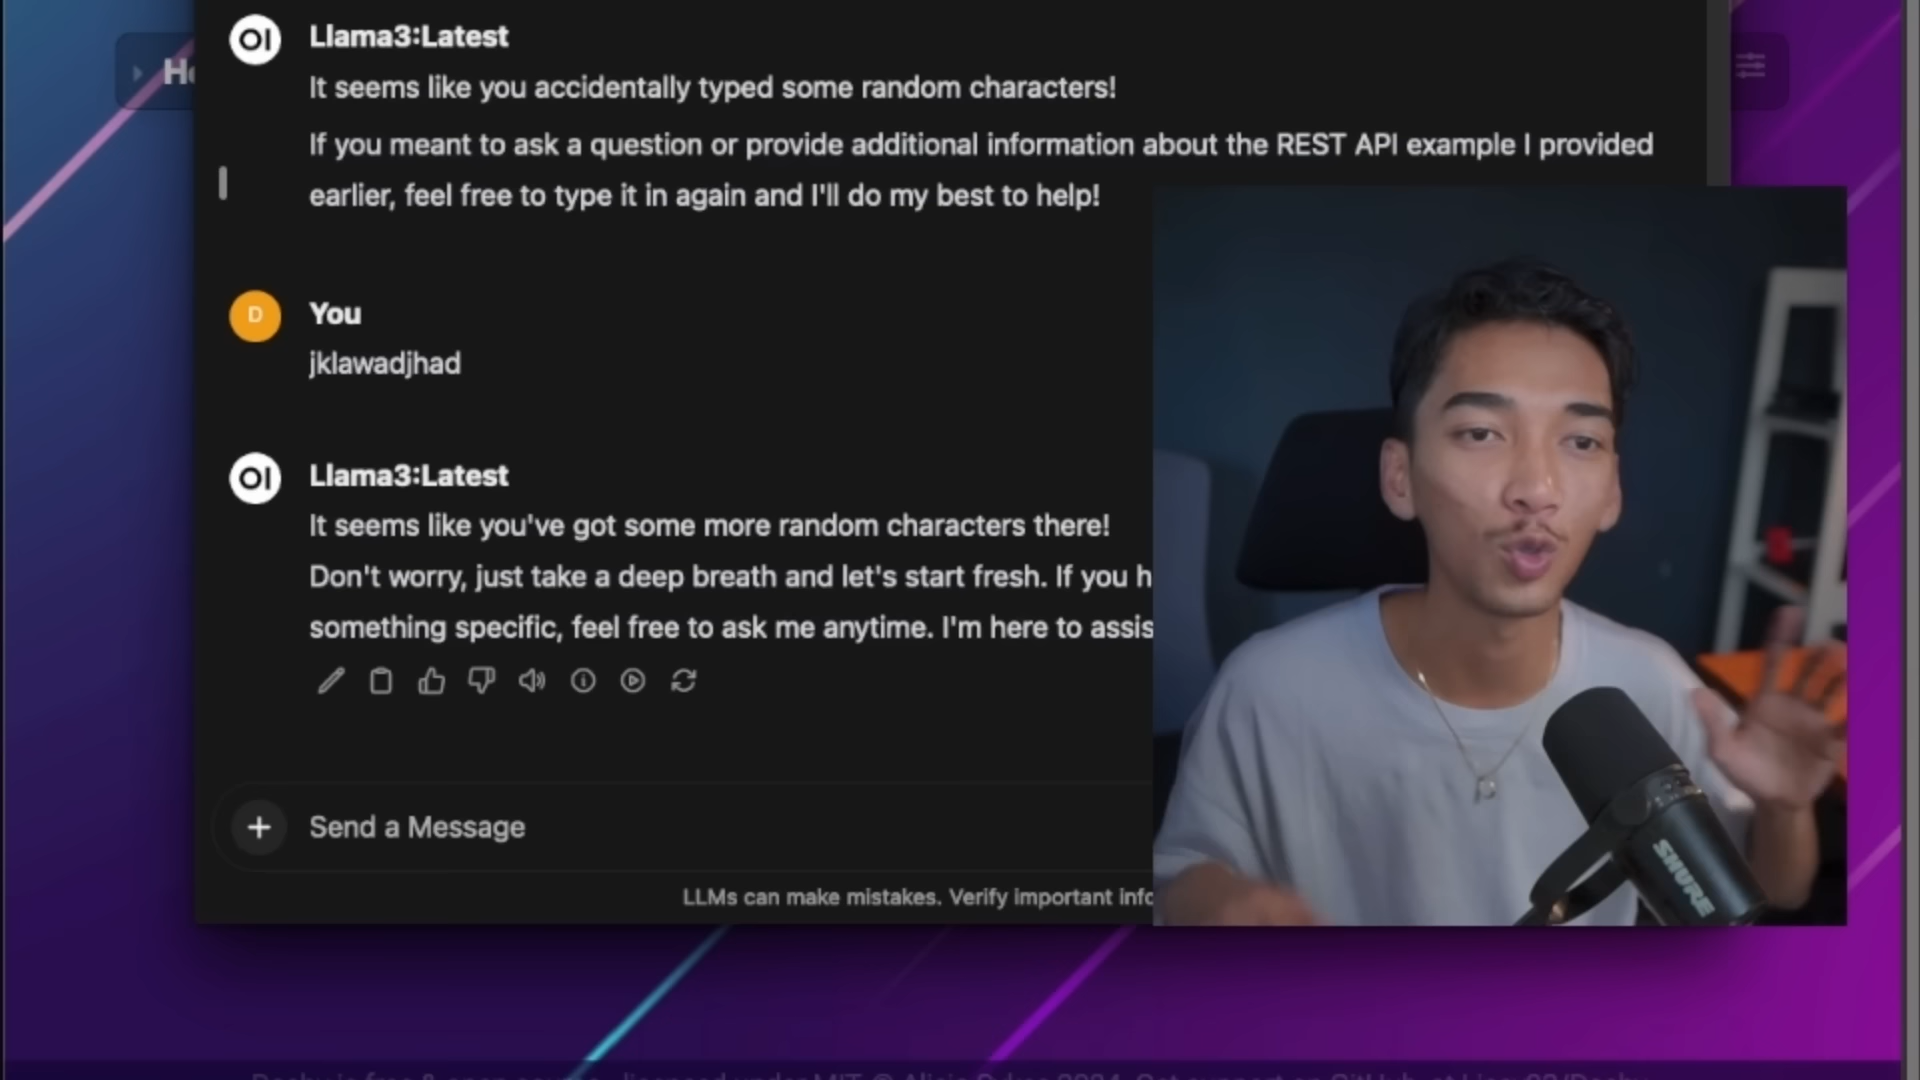 He
Llama3:Latest
It seems like you accidentally typed some random characters!
If you meant to ask a question or provide additional information about the REST API example I provided
earlier, feel free to type it in again and I'll do my best to help!
D
You
jklawadjhad
Llama3:Latest
It seems like you've got some more random characters there!
Don't worry, just take a deep breath and let's start fresh. If you h
something specific, feel free to ask me anytime. I'm here to assis
Send a Message
LLMs can make mistakes. Verify important info
SHURE